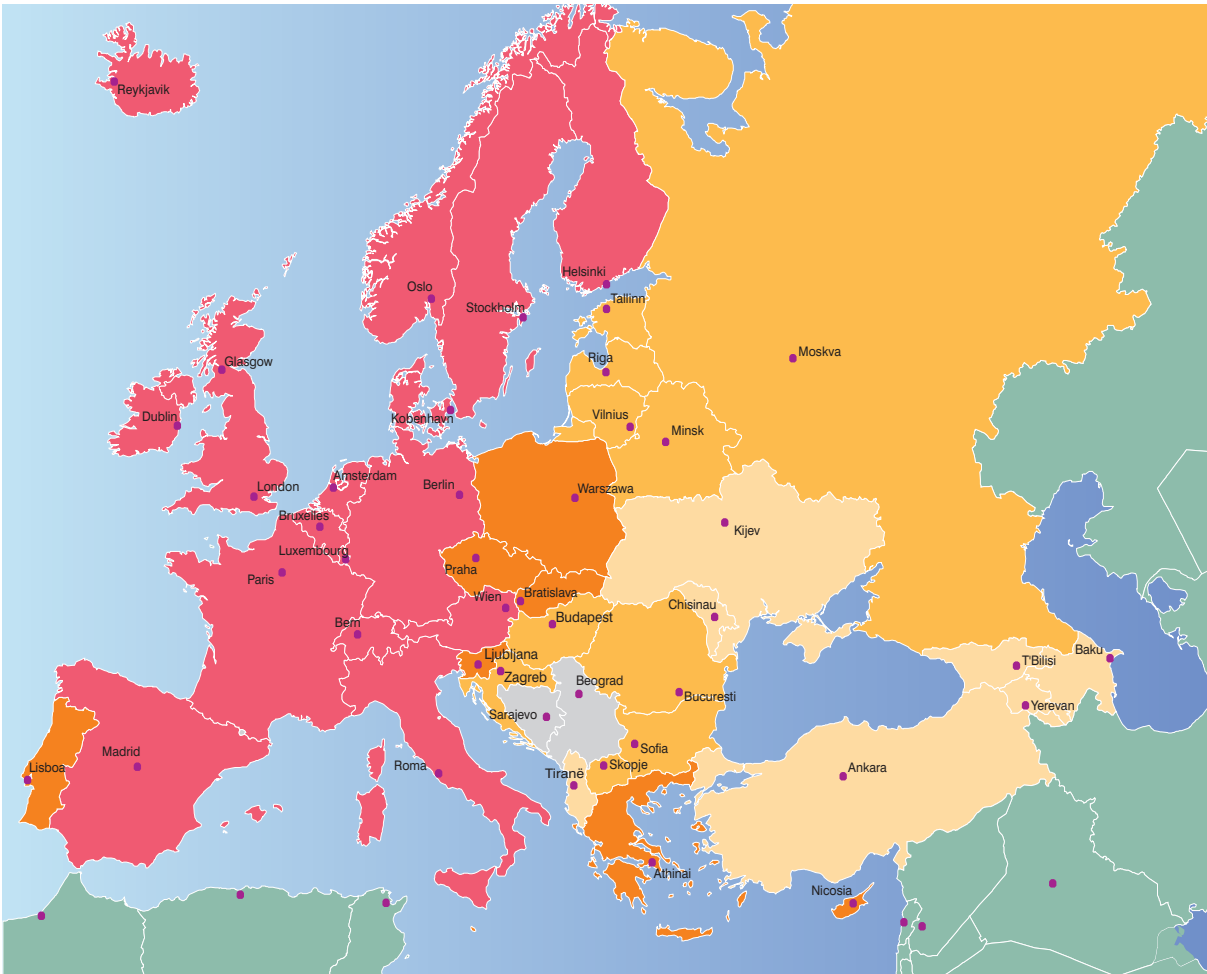 Reykjavik
Helsinki
Oslo
Tallinn
Stockholm
Moskva
Riga
Glasgow
Vilnius
Dublin
Kobenhavn
Minsk
Amsterdam
London
Berlin
Warszawa
Bruxelles
Kijev
Luxembourg
Paris
Praha
Wien
Bratislava
Chisinau
Budapest
Bern
Ljubljana
T'Bilisi
Baku
Zagreb
Beograd
Bucuresti
Yerevan
Sarajevo
Sofia
Madrid
Lisboa
Roma
Skopje
Tiranë
Ankara
Athinai
Nicosia